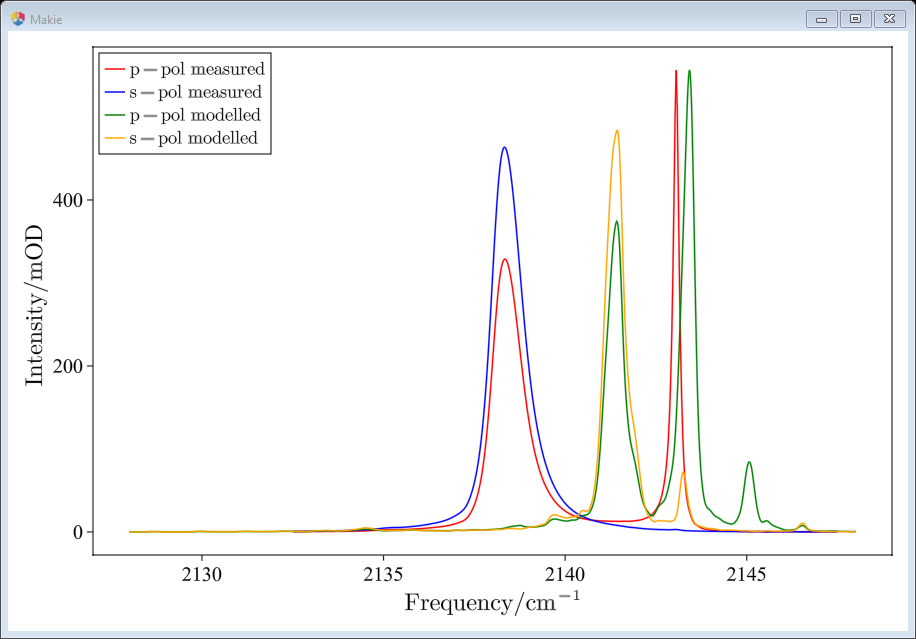 Makie
p − pol measured
s − pol measured
p − pol modelled
s − pol modelled
400
200
0
Intensity/mOD
2130 2135 2140 2145
Frequency/cm⁻¹